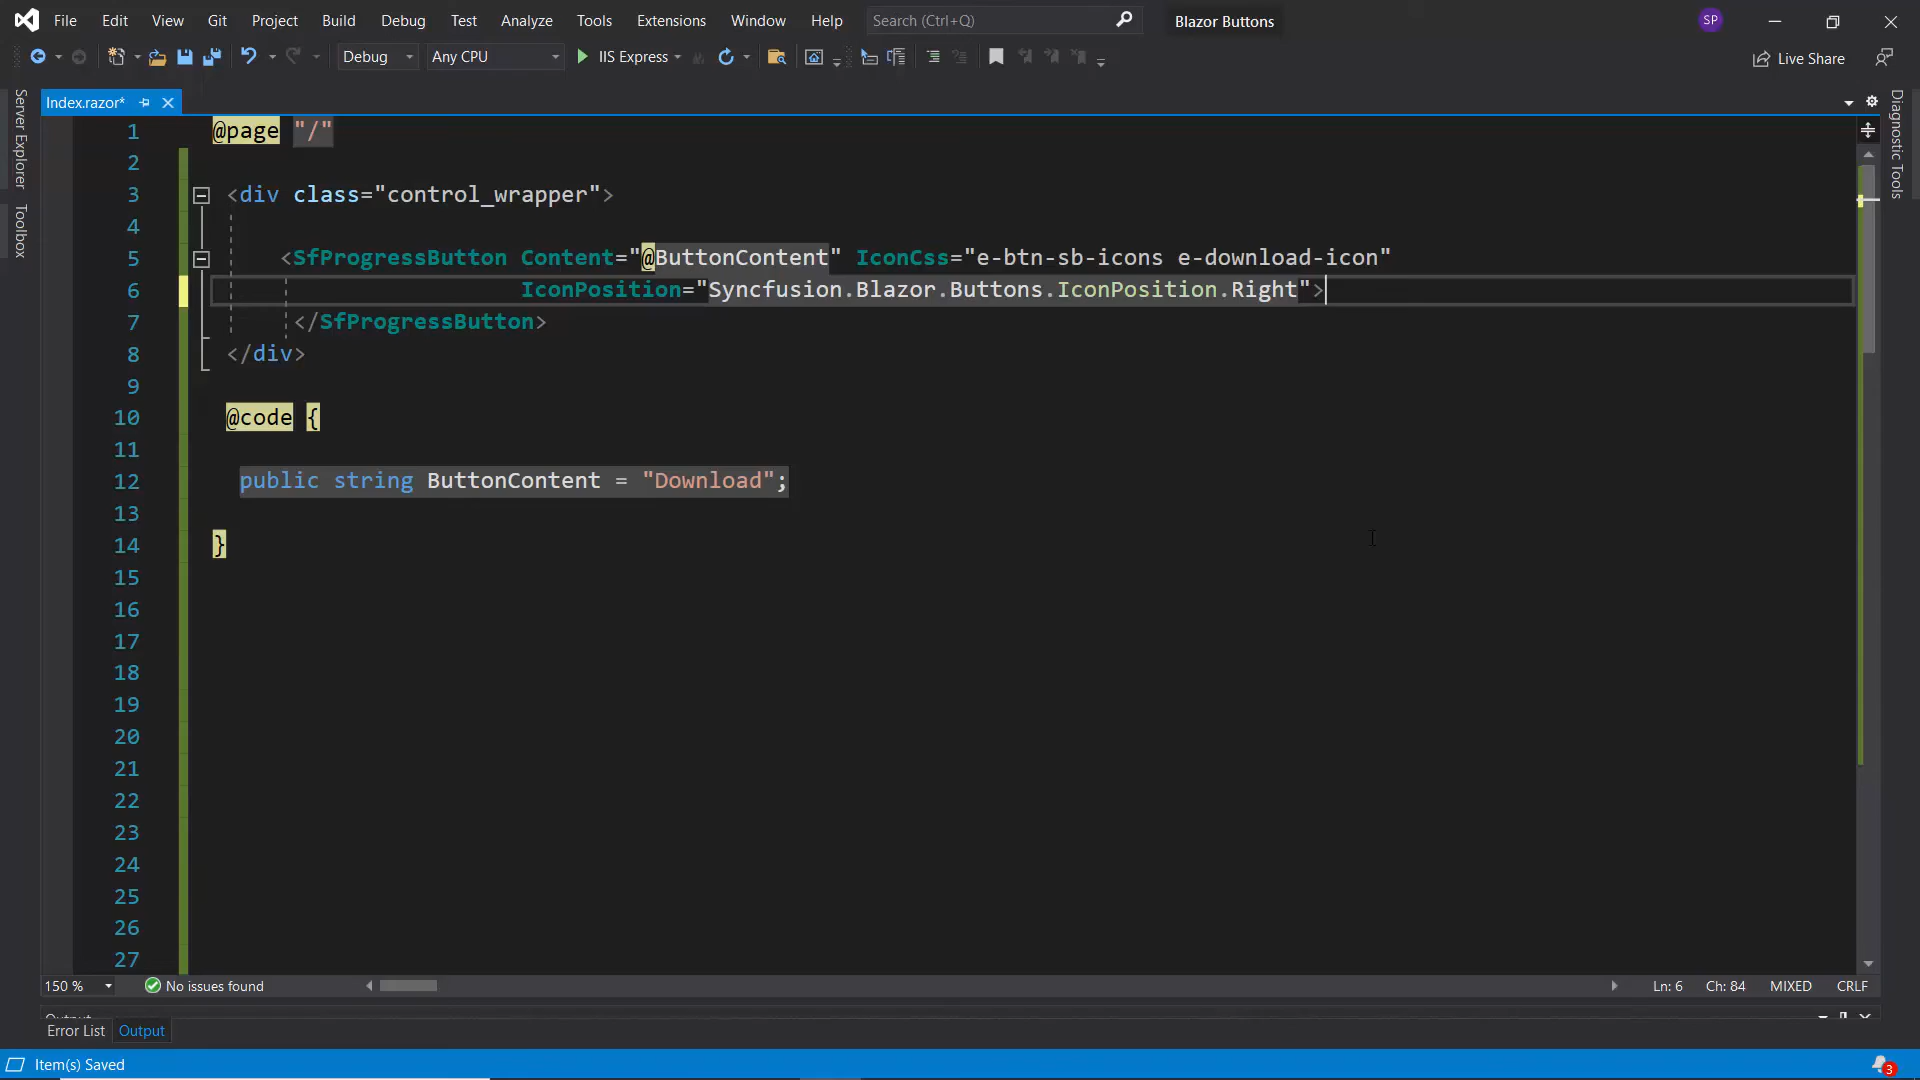 File Edit View Git Project Build Debug Test Analyze Tools Extensions Window Help Search (Ctrl+Q) Blazor Buttons SP
Debug Any CPU IIS Express Live Share
Server Explorer
Toolbox
Diagnostic Tools
Index.razor*
1 @page "/"
2
3 <div class="control_wrapper">
4
5 <SfProgressButton Content="@ButtonContent" IconCss="e-btn-sb-icons e-download-icon"
6 IconPosition="Syncfusion.Blazor.Buttons.IconPosition.Right">
7 </SfProgressButton>
8 </div>
9
10 @code {
11
12 public string ButtonContent = "Download";
13
14 }
15
16
17
18
19
20
21
22
23
24
25
26
27
150 % No issues found Ln: 6 Ch: 84 MIXED CRLF
Output
Error List Output
Item(s) Saved 3